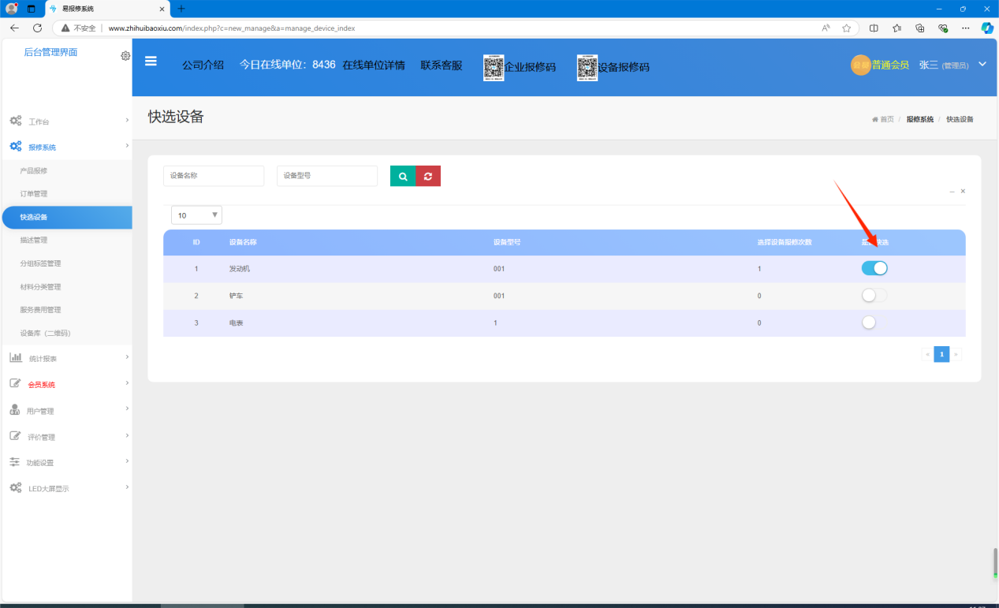 易报修系统
不安全
www.zhihuibaoxiu.com/index.php?c=new_manage&a=manage_device_index
后台管理界面
公司介绍 今日在线单位: 8436 在线单位详情 联系客服 企业报修码 设备报修码
普通会员 张三 (管理员)
快选设备
首页 / 报修系统 / 快选设备
工作台
报修系统
产品报修
订单管理
快选设备
描述管理
分组标签管理
材料分类管理
服务费用管理
设备库（二维码）
统计报表
会员系统
用户管理
评价管理
功能设置
LED大屏显示
设备名称 设备型号
10
ID 设备名称 设备型号 选择设备报修次数 快选
1 发动机 001 1
2 铲车 001 0
3 电表 1 0
« 1 »